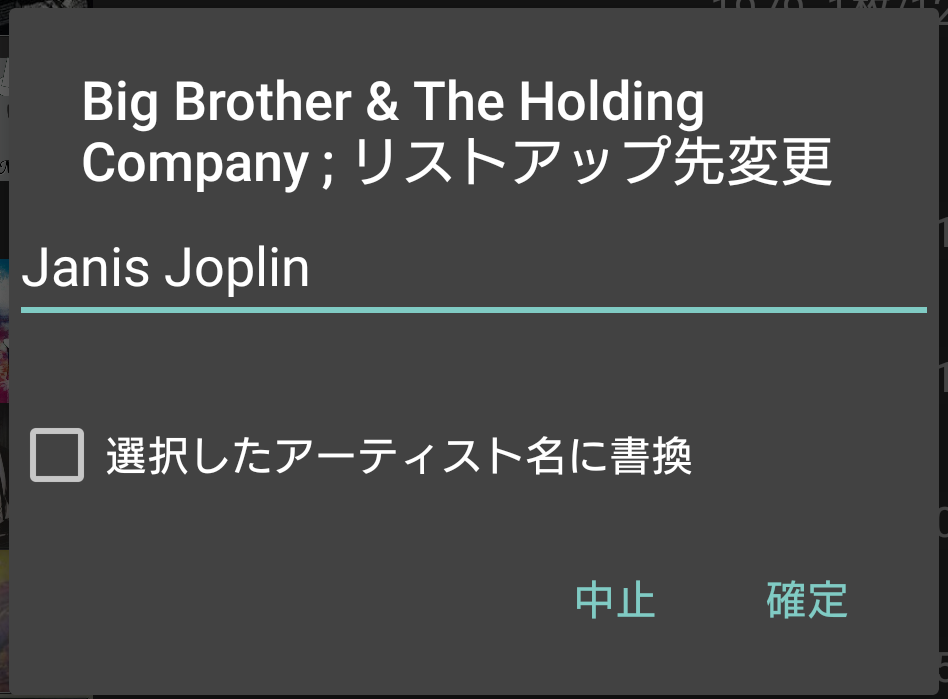 Big Brother & The Holding
Company ; リストアップ先変更
Janis Joplin
選択したアーティスト名に書換
中止
確定